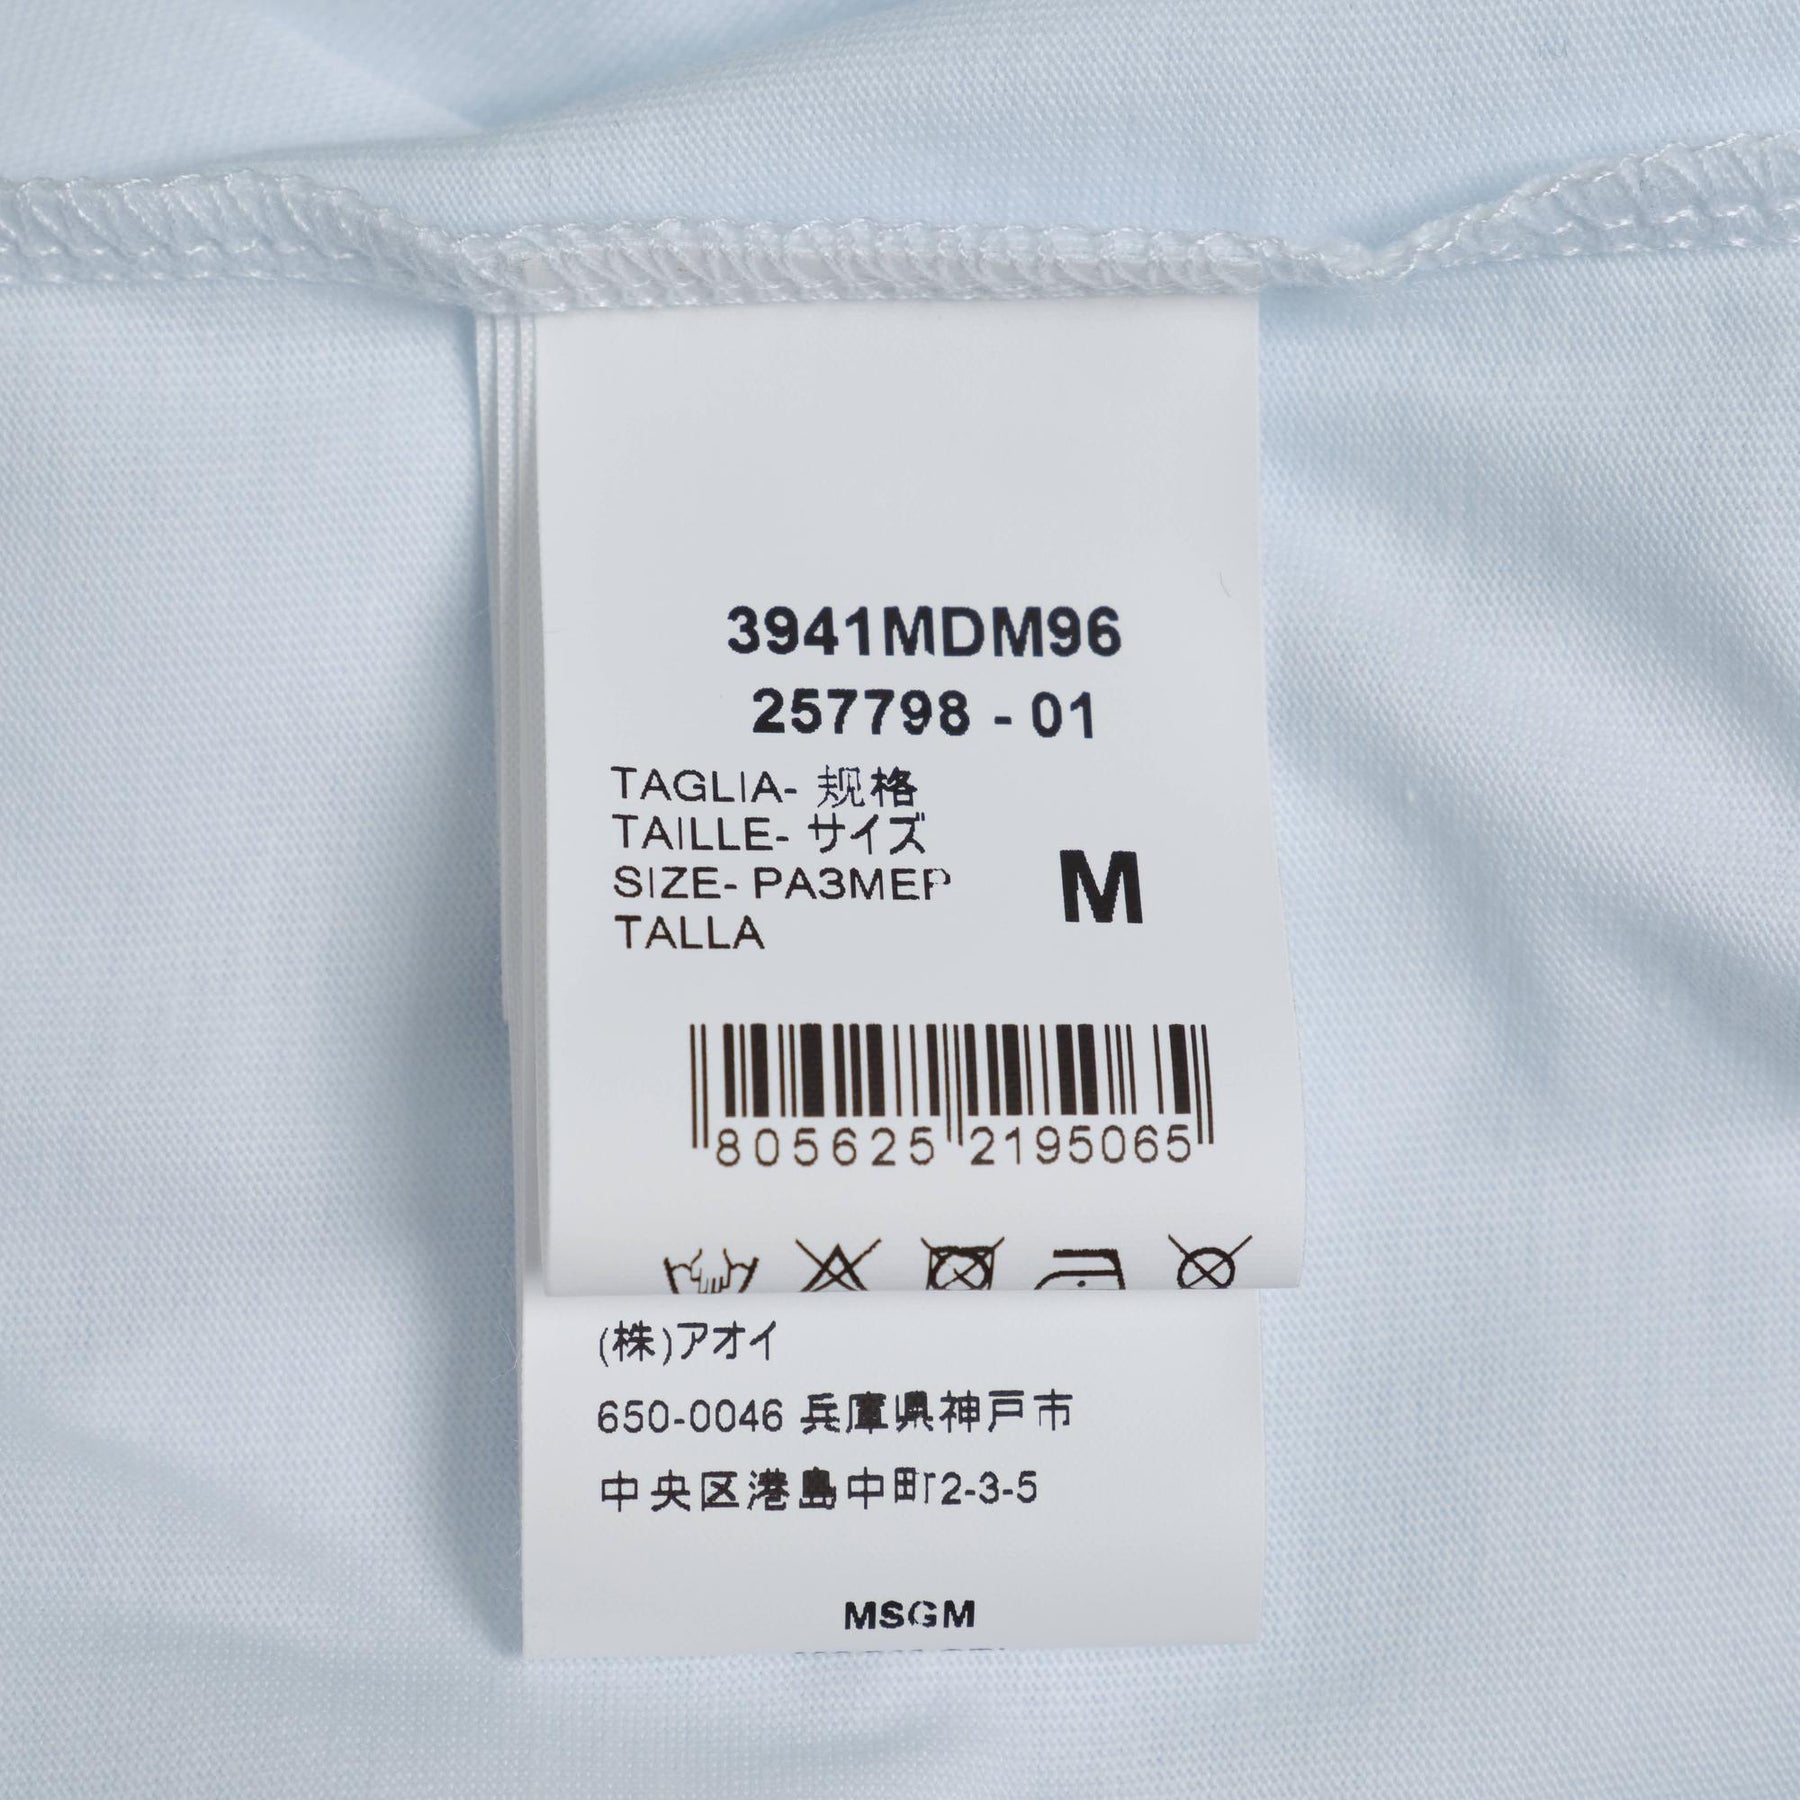 3941MDM96
257798 - 01
TAGLIA- 规格
TAILLE- サイズ
SIZE- РАЗМЕР
TALLA
M
805625 2195065
(株)アオイ
650-0046 兵庫県神戸市
中央区港島中町2-3-5
MSGM